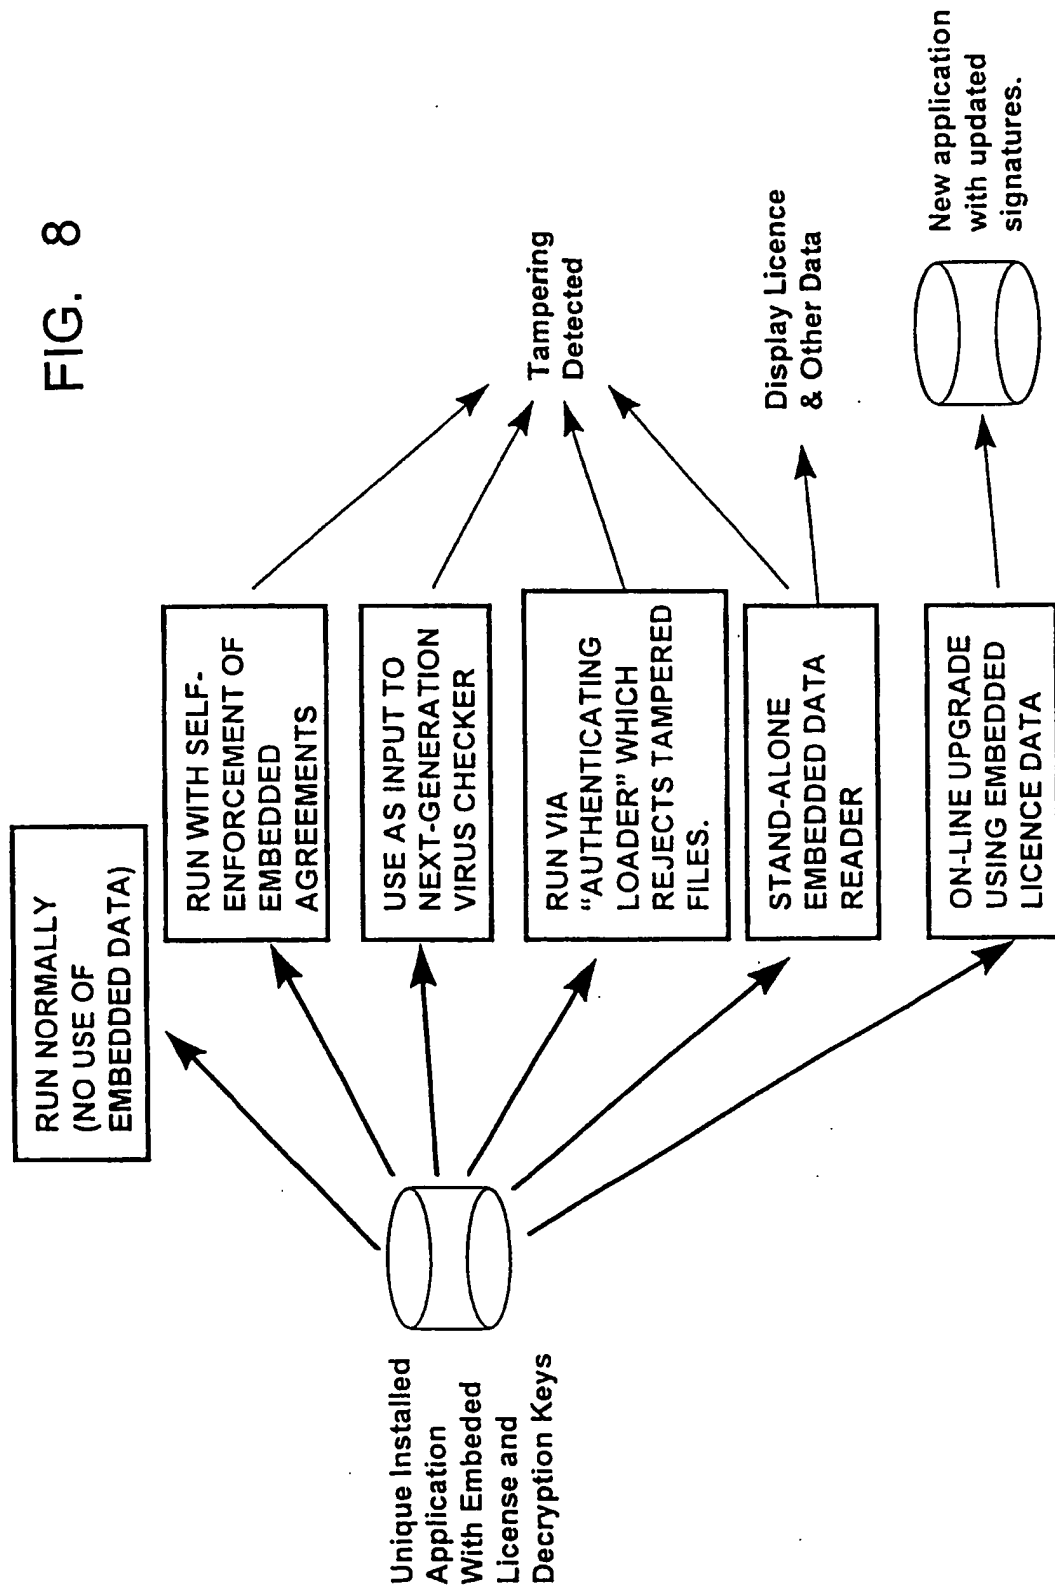 FIG. 8
RUN NORMALLY
(NO USE OF
EMBEDDED DATA)
RUN WITH SELF-
ENFORCEMENT OF
EMBEDDED
AGREEMENTS
USE AS INPUT TO
NEXT-GENERATION
VIRUS CHECKER
RUN VIA
“AUTHENTICATING
LOADER” WHICH
REJECTS TAMPERED
FILES.
STAND-ALONE
EMBEDDED DATA
READER
ON-LINE UPGRADE
USING EMBEDDED
LICENCE DATA
Unique Installed
Application
With Embeded
License and
Decryption Keys
Tampering
Detected
Display Licence
& Other Data
New application
with updated
signatures.